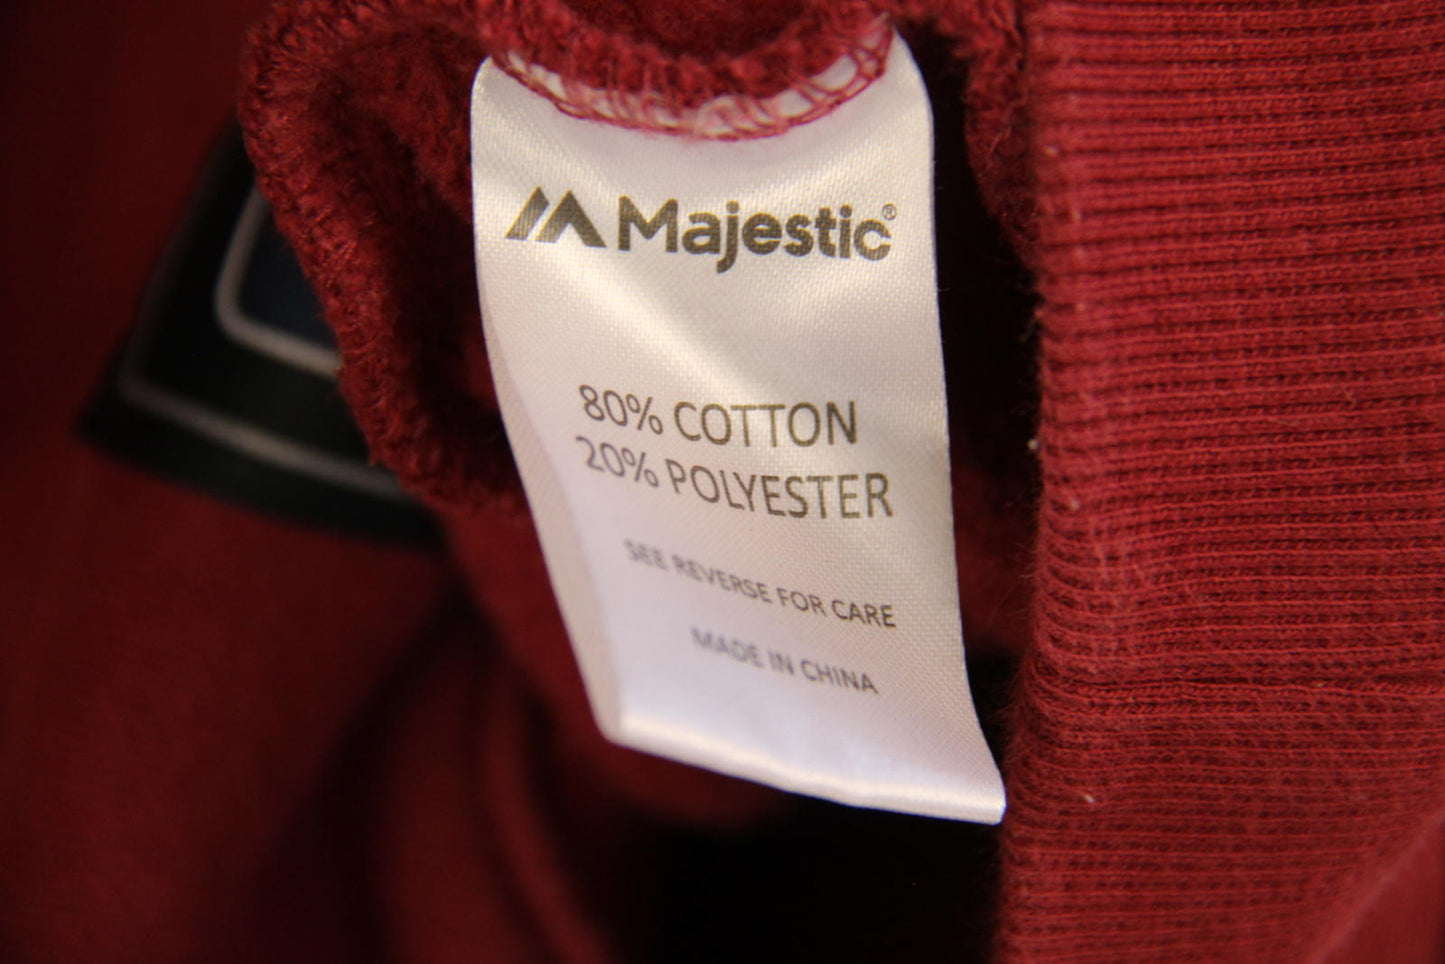 Majestic®
80% COTTON
20% POLYESTER
SEE REVERSE FOR CARE
MADE IN CHINA